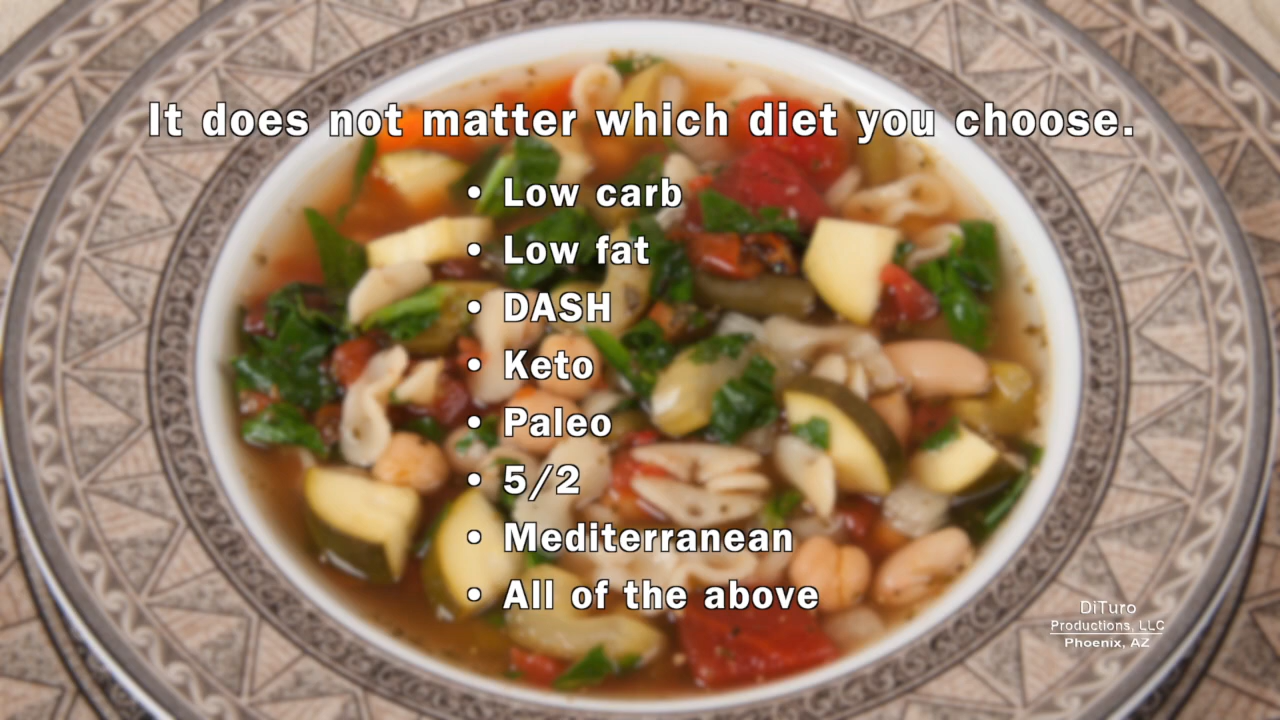 It does not matter which diet you choose.
• Low carb
• Low fat
• DASH
• Keto
• Paleo
• 5/2
• Mediterranean
• All of the above
DiTuro
Productions, LLC
Phoenix, AZ